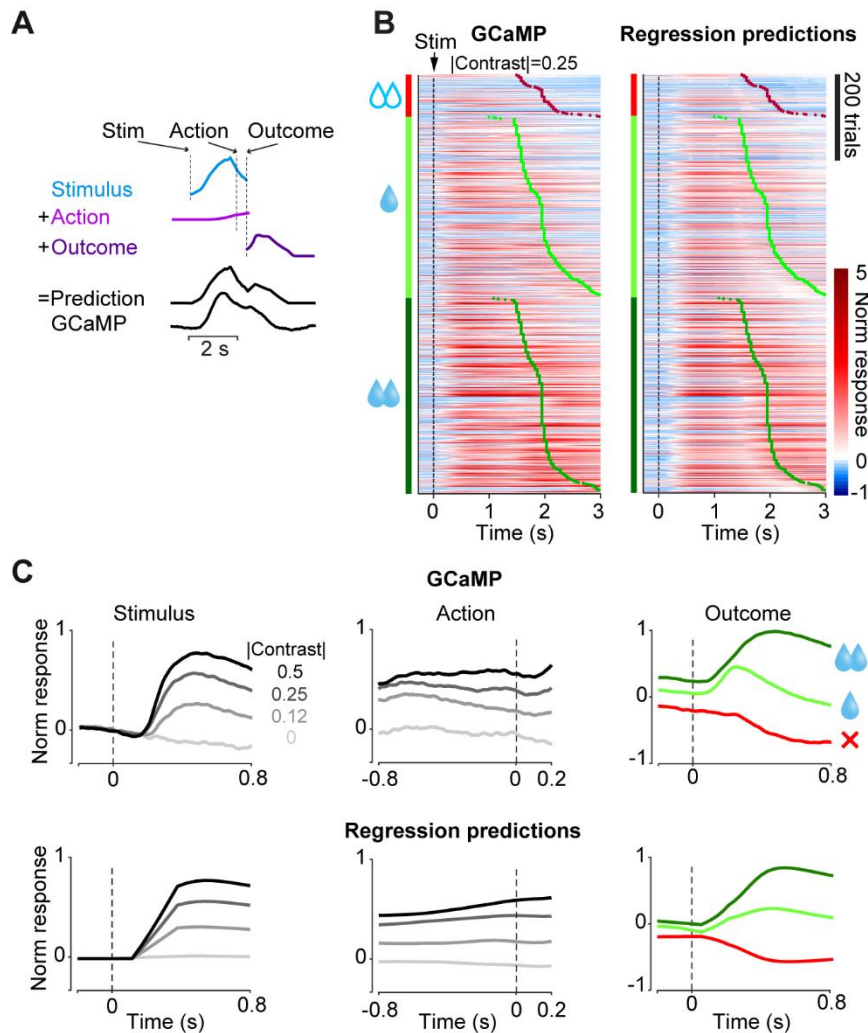 A
Stim Action Outcome
Stimulus
+Action
+Outcome
=Prediction
GCaMP
2 s
B
Stim GCaMP Regression predictions
|Contrast|=0.25
200 trials
5
Norm response
0
-1
0 1 2 3 0 1 2 3
Time (s) Time (s)
C
GCaMP
Stimulus Action Outcome
Norm response
1
0
|Contrast|
0.5
0.25
0.12
0
0 0.8
1
0
-0.8 0 0.2
1
0
-1
0 0.8
Regression predictions
Norm response
1
0
0 0.8
Time (s)
1
0
-0.8 0 0.2
Time (s)
1
0
-1
0 0.8
Time (s)